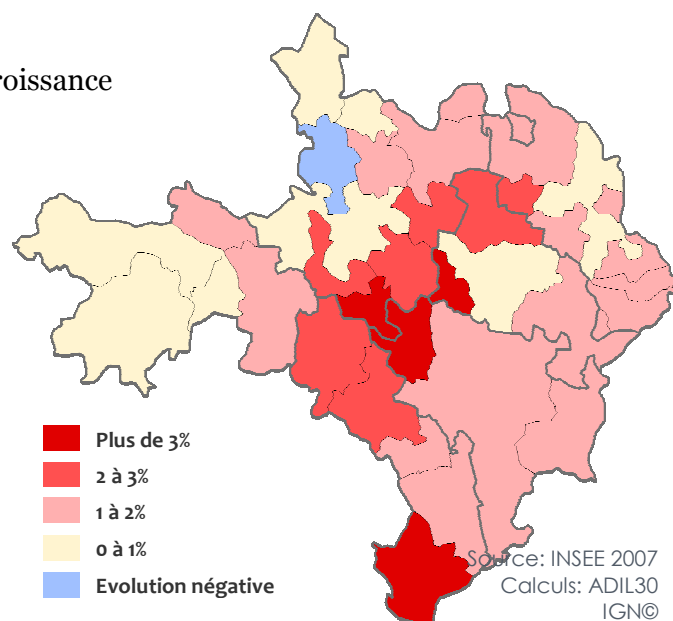 roissance
Plus de 3%
2 à 3%
1 à 2%
0 à 1%
Evolution négative
Source: INSEE 2007
Calculs: ADIL30
IGN©